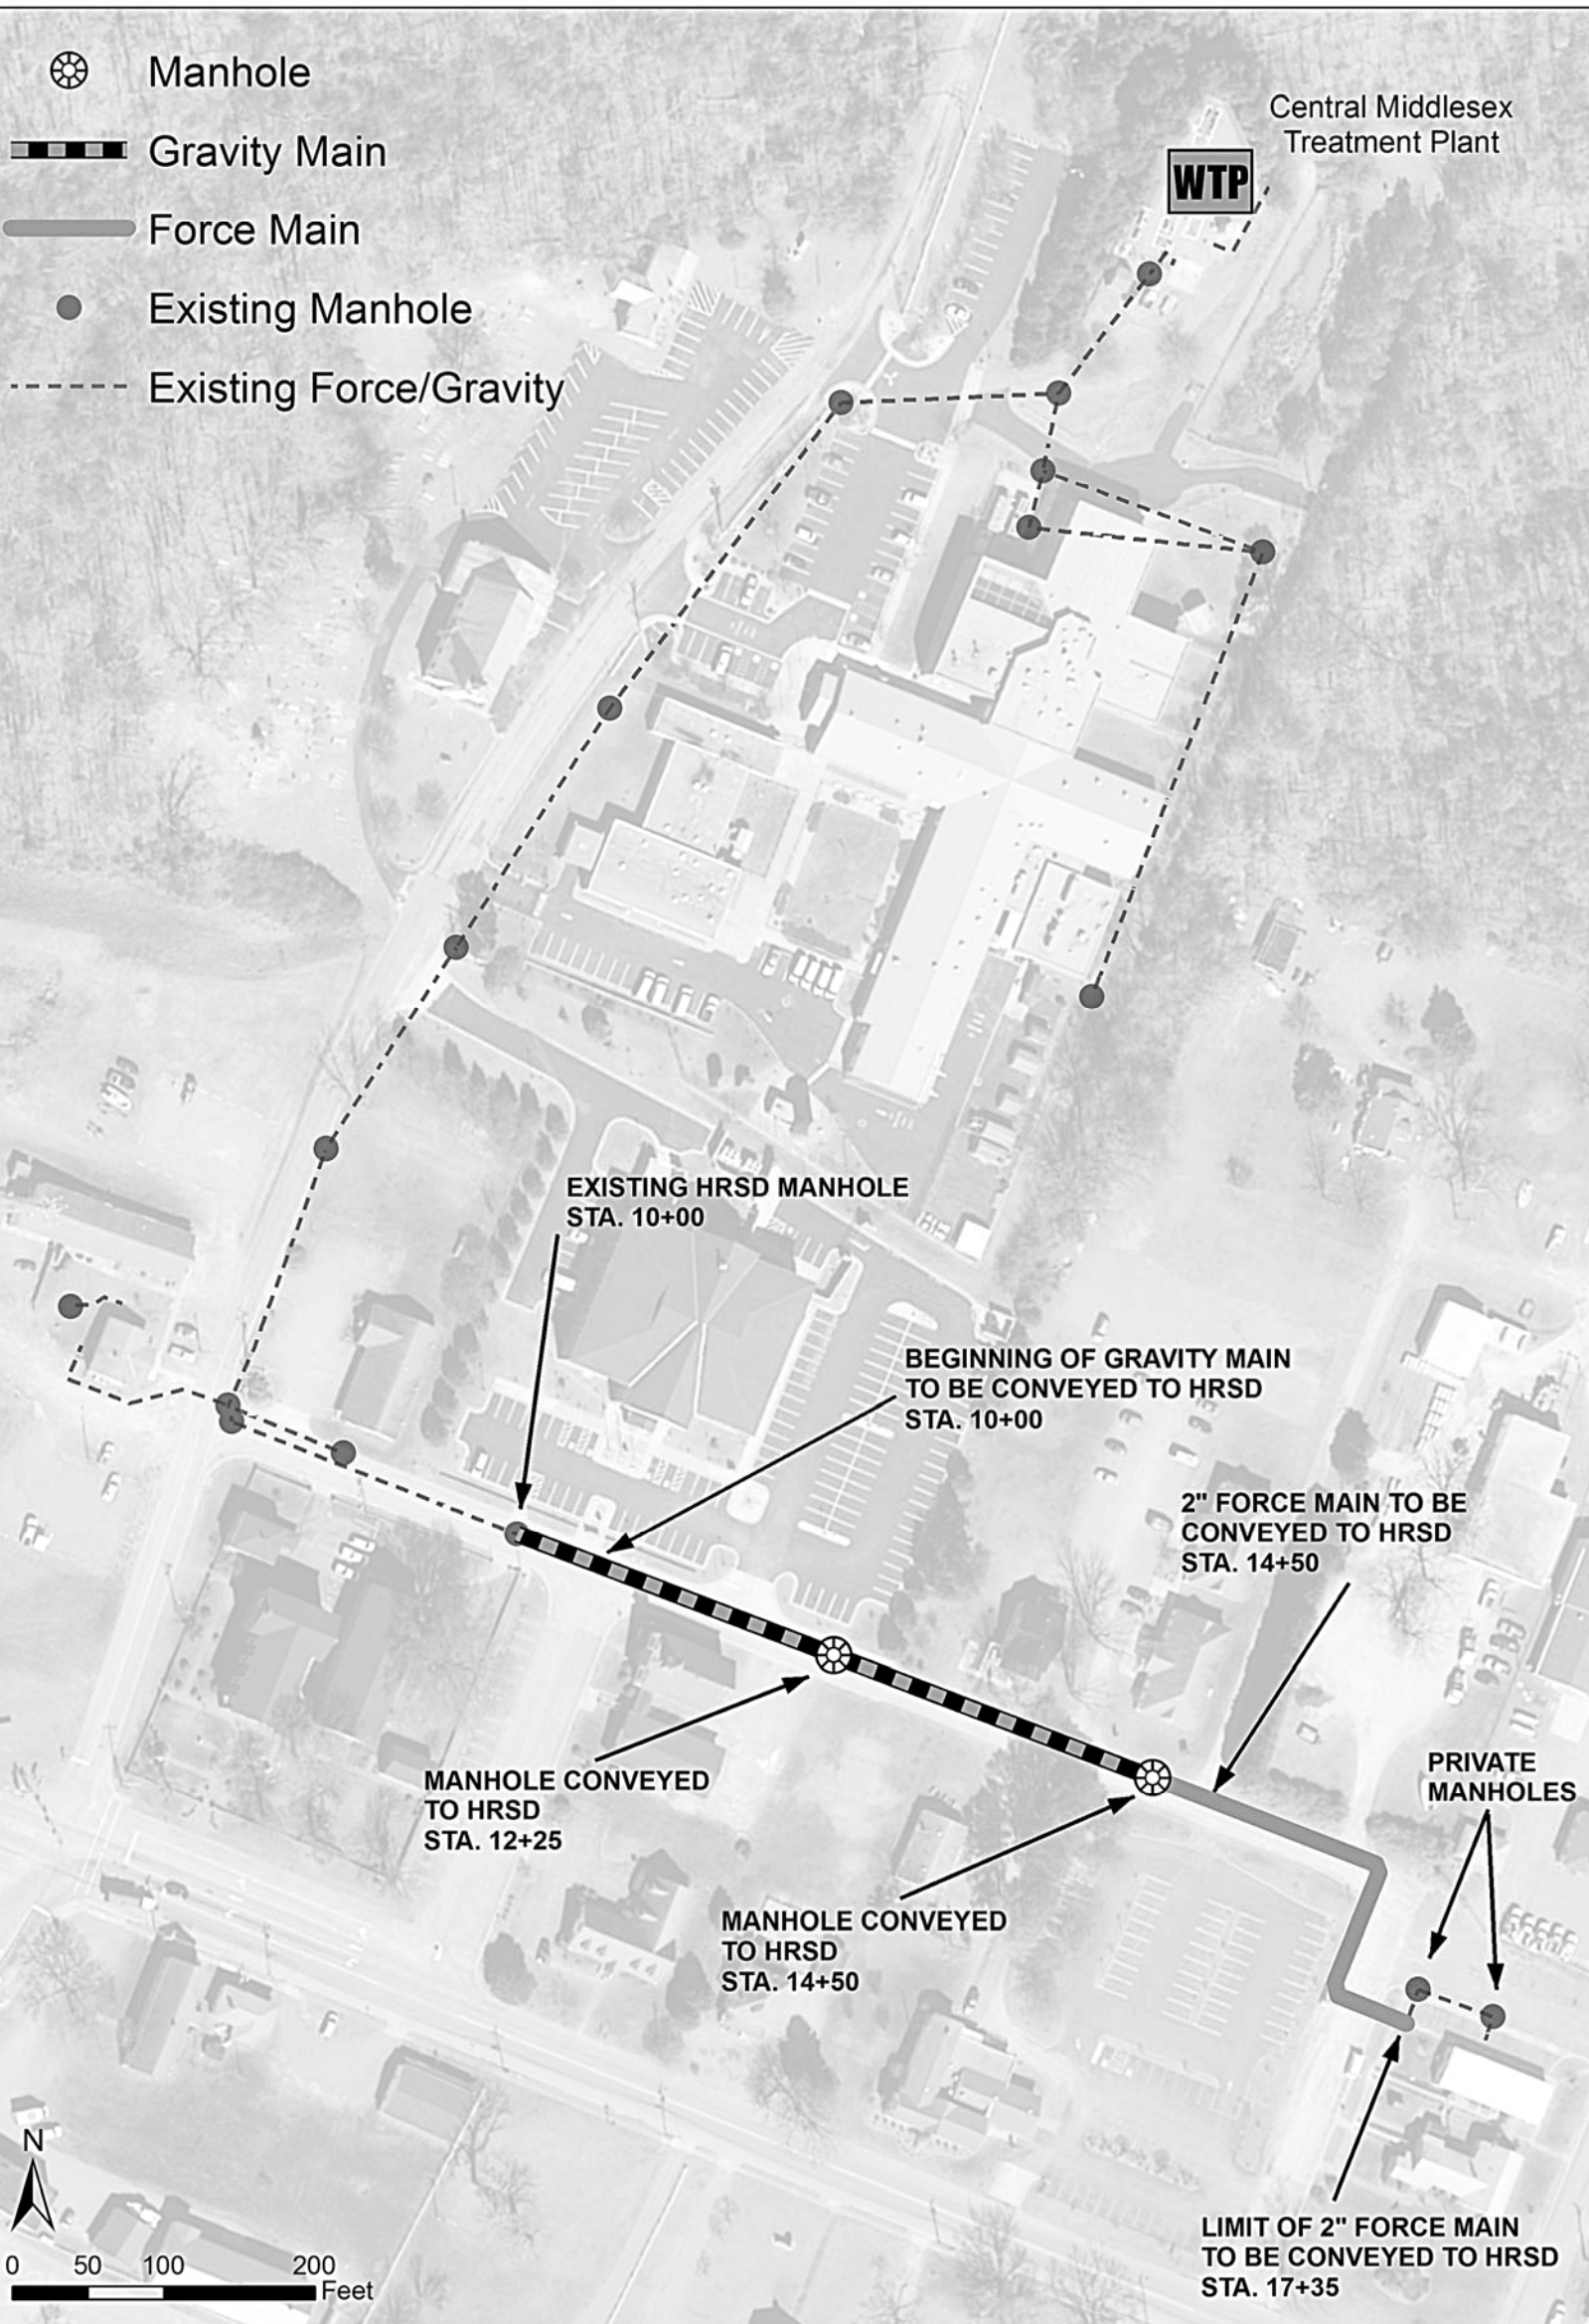 Manhole
Gravity Main
Force Main
Existing Manhole
Existing Force/Gravity
Central Middlesex
Treatment Plant
WTP
EXISTING HRSD MANHOLE
STA. 10+00
BEGINNING OF GRAVITY MAIN
TO BE CONVEYED TO HRSD
STA. 10+00
2" FORCE MAIN TO BE
CONVEYED TO HRSD
STA. 14+50
MANHOLE CONVEYED
TO HRSD
STA. 12+25
PRIVATE
MANHOLES
MANHOLE CONVEYED
TO HRSD
STA. 14+50
LIMIT OF 2" FORCE MAIN
TO BE CONVEYED TO HRSD
STA. 17+35
N
0 50 100 200
Feet